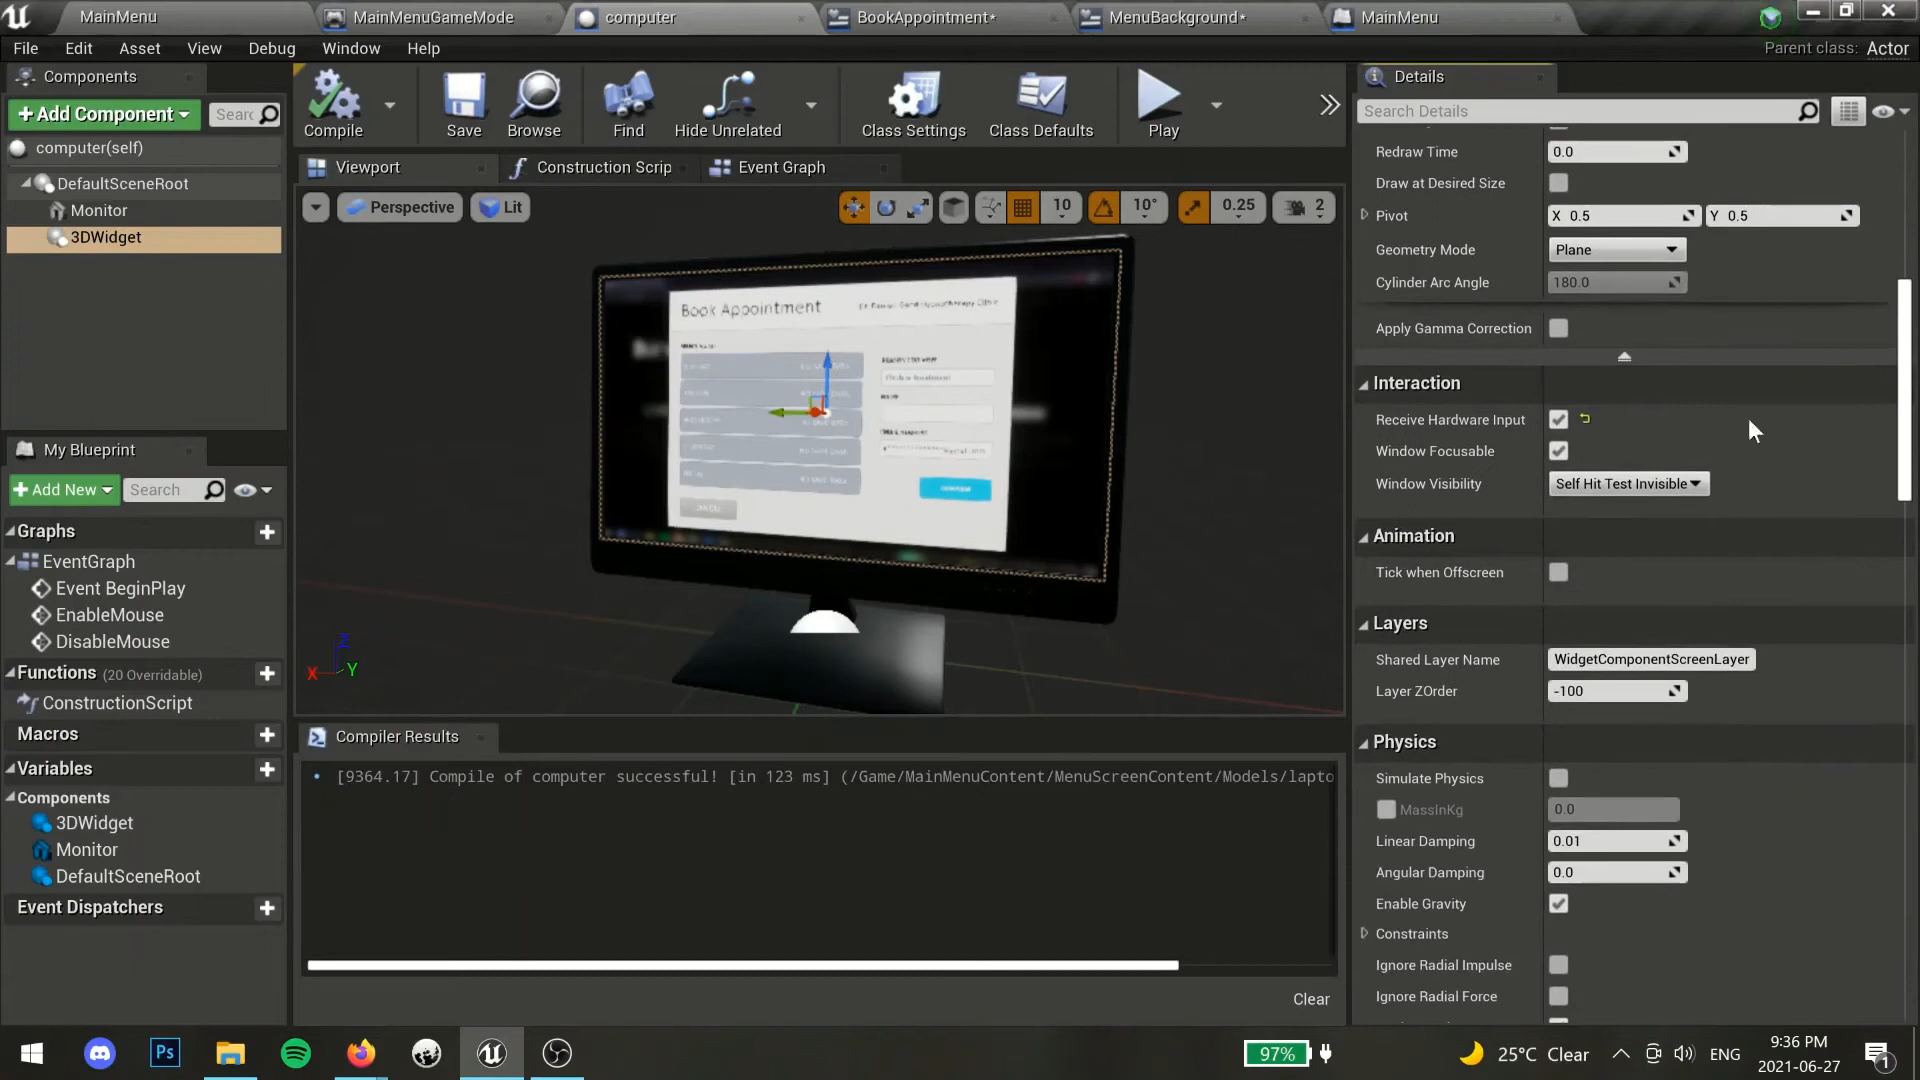 MainMenu
MainMenuGameMode
computer
BookAppointment*
MenuBackground*
MainMenu
File Edit Asset View Debug Window Help
Parent class: Actor
Components
+Add Component
Searc
computer(self)
DefaultSceneRoot
Monitor
3DWidget
My Blueprint
+Add New
Search
Graphs
EventGraph
Event BeginPlay
EnableMouse
DisableMouse
Functions (20 Overridable)
ConstructionScript
Macros
Variables
Components
3DWidget
Monitor
DefaultSceneRoot
Event Dispatchers
Compile
Save
Browse
Find
Hide Unrelated
Class Settings
Class Defaults
Play
Viewport
Construction Scrip
Event Graph
Perspective
Lit
10
10°
0.25
2
Book Appointment
X
Y
Z
Compiler Results
[9364.17] Compile of computer successful! [in 123 ms] (/Game/MainMenuContent/MenuScreenContent/Models/lapto
Clear
Details
Search Details
Redraw Time 0.0
Draw at Desired Size
Pivot X 0.5 Y 0.5
Geometry Mode Plane
Cylinder Arc Angle 180.0
Apply Gamma Correction
Interaction
Receive Hardware Input
Window Focusable
Window Visibility Self Hit Test Invisible
Animation
Tick when Offscreen
Layers
Shared Layer Name WidgetComponentScreenLayer
Layer ZOrder -100
Physics
Simulate Physics
MassInKg 0.0
Linear Damping 0.01
Angular Damping 0.0
Enable Gravity
Constraints
Ignore Radial Impulse
Ignore Radial Force
Ps
97%
25°C Clear
ENG
9:36 PM
2021-06-27
1